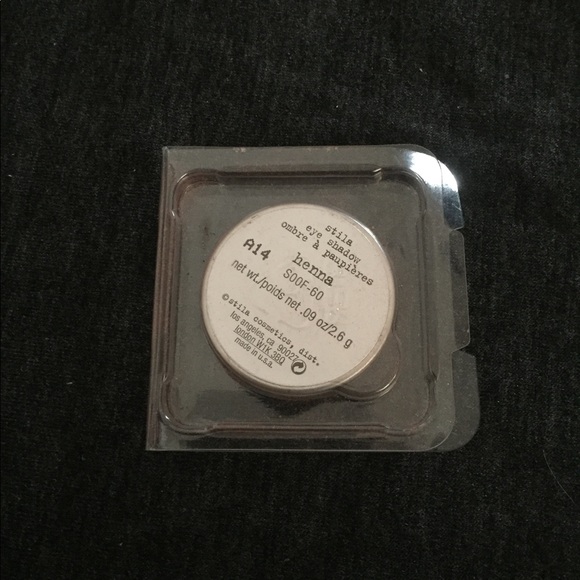 stila
eye shadow
ombre à paupières
A14 henna
S00F-60
net wt./poids net .09 oz/2.6 g
©stila cosmetics, dist.
los angeles, ca 90027
london W1K 3BQ
made in u.s.a.